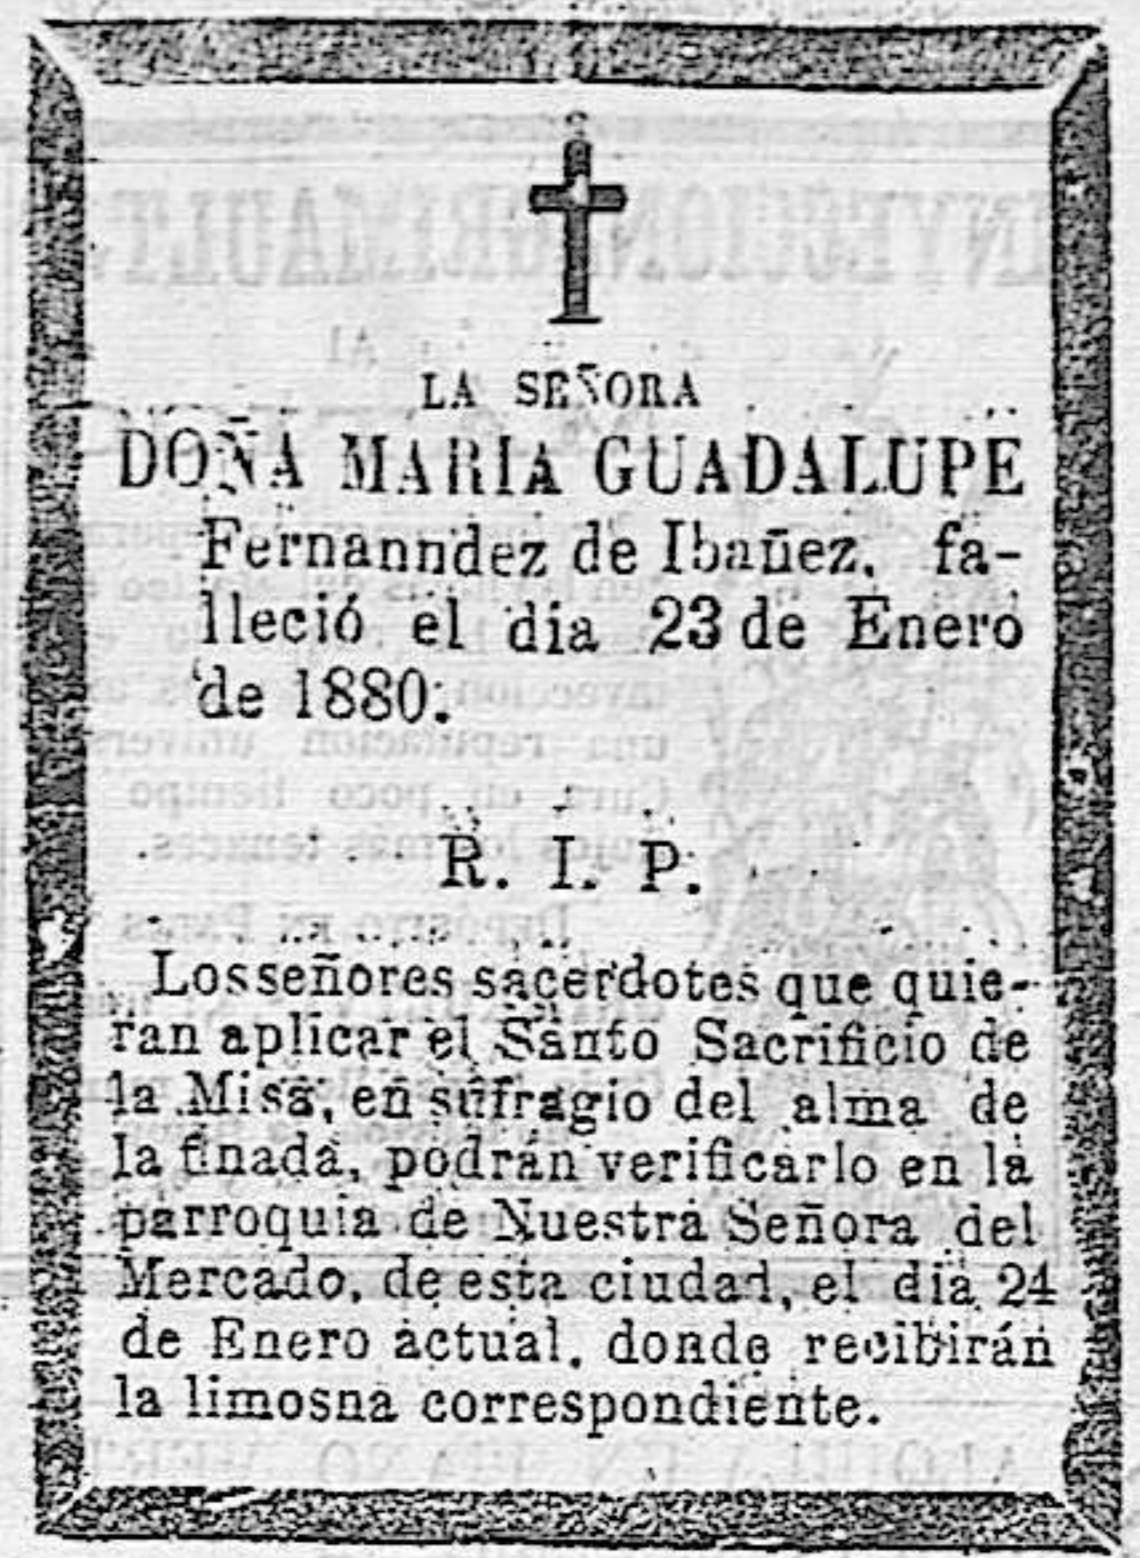 LA SEÑORA
DOÑA MARIA GUADALUPE
Fernanndez de Ibañez, fa-
lleció el dia 23 de Enero
de 1880.
R. I. P.
Los señores sacerdotes que quie-
ran aplicar el Santo Sacrificio de
la Misa, en sufragio del alma de
la finada, podrán verificarlo en la
parroquia de Nuestra Señora del
Mercado, de esta ciudad, el dia 24
de Enero actual, donde recibirán
la limosna correspondiente.